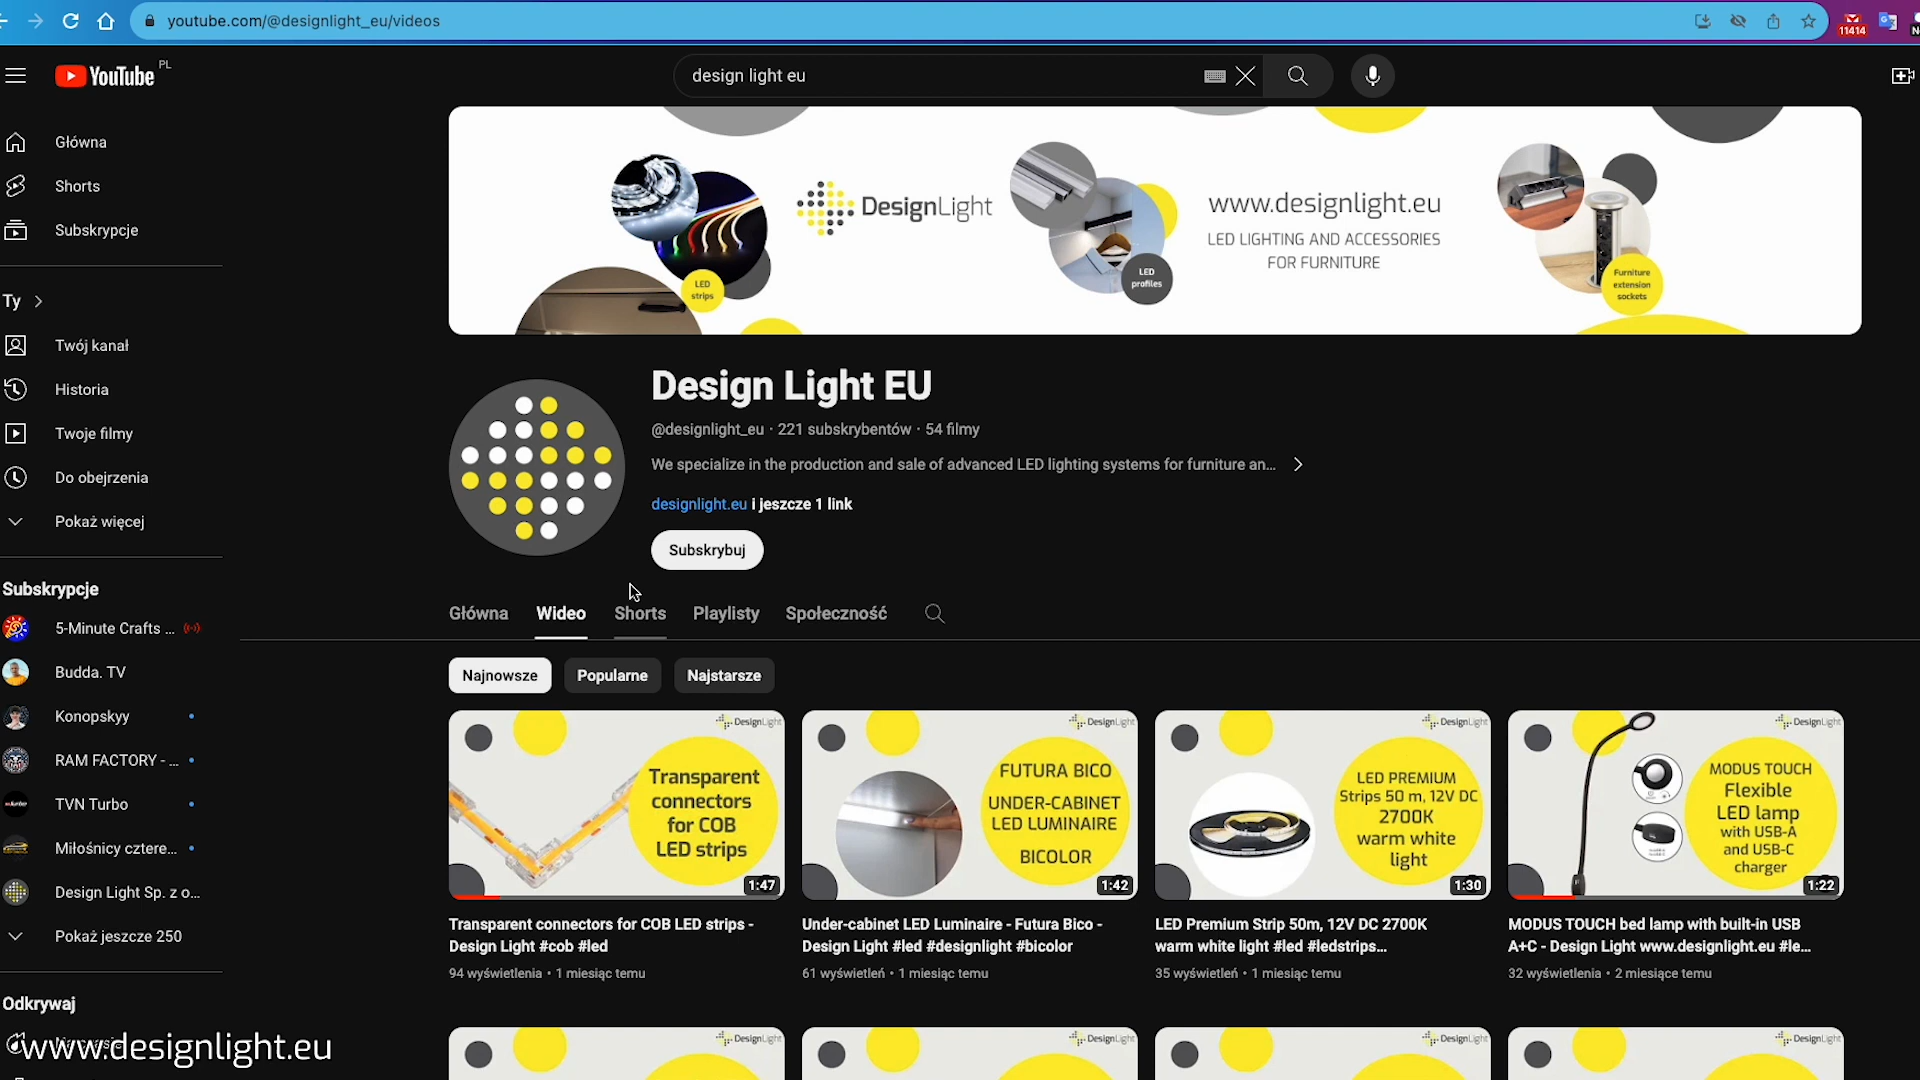 youtube.com/@designlight_eu/videos
11414
YouTube PL
design light eu
Główna
Shorts
Subskrypcje
Ty
Twój kanał
Historia
Twoje filmy
Do obejrzenia
Pokaż więcej
Subskrypcje
5-Minute Crafts ...
Budda. TV
Konopskyy
RAM FACTORY - ...
TVN Turbo
Miłośnicy cztere...
Design Light Sp. z o...
Pokaż jeszcze 250
Odkrywaj
www.designlight.eu
LED
strips
DesignLight
LED
profiles
www.designlight.eu
LED LIGHTING AND ACCESSORIES
FOR FURNITURE
Furniture
extension
sockets
Design Light EU
@designlight_eu · 221 subskrybentów · 54 filmy
We specialize in the production and sale of advanced LED lighting systems for furniture an...
designlight.eu i jeszcze 1 link
Subskrybuj
Główna
Wideo
Shorts
Playlisty
Społeczność
Najnowsze
Popularne
Najstarsze
DesignLight
Transparent
connectors
for COB
LED strips
1:47
Transparent connectors for COB LED strips -
Design Light #cob #led
94 wyświetlenia · 1 miesiąc temu
DesignLight
FUTURA BICO
UNDER-CABINET
LED LUMINAIRE
BICOLOR
1:42
Under-cabinet LED Luminaire - Futura Bico -
Design Light #led #designlight #bicolor
61 wyświetleń · 1 miesiąc temu
DesignLight
LED PREMIUM
Strips 50 m, 12V DC
2700K
warm white
light
1:30
LED Premium Strip 50m, 12V DC 2700K
warm white light #led #ledstrips...
35 wyświetleń · 1 miesiąc temu
DesignLight
MODUS TOUCH
Flexible
LED lamp
with USB-A
and USB-C
charger
1:22
MODUS TOUCH bed lamp with built-in USB
A+C - Design Light www.designlight.eu #le...
32 wyświetlenia · 2 miesiące temu
DesignLight
DesignLight
DesignLight
DesignLight